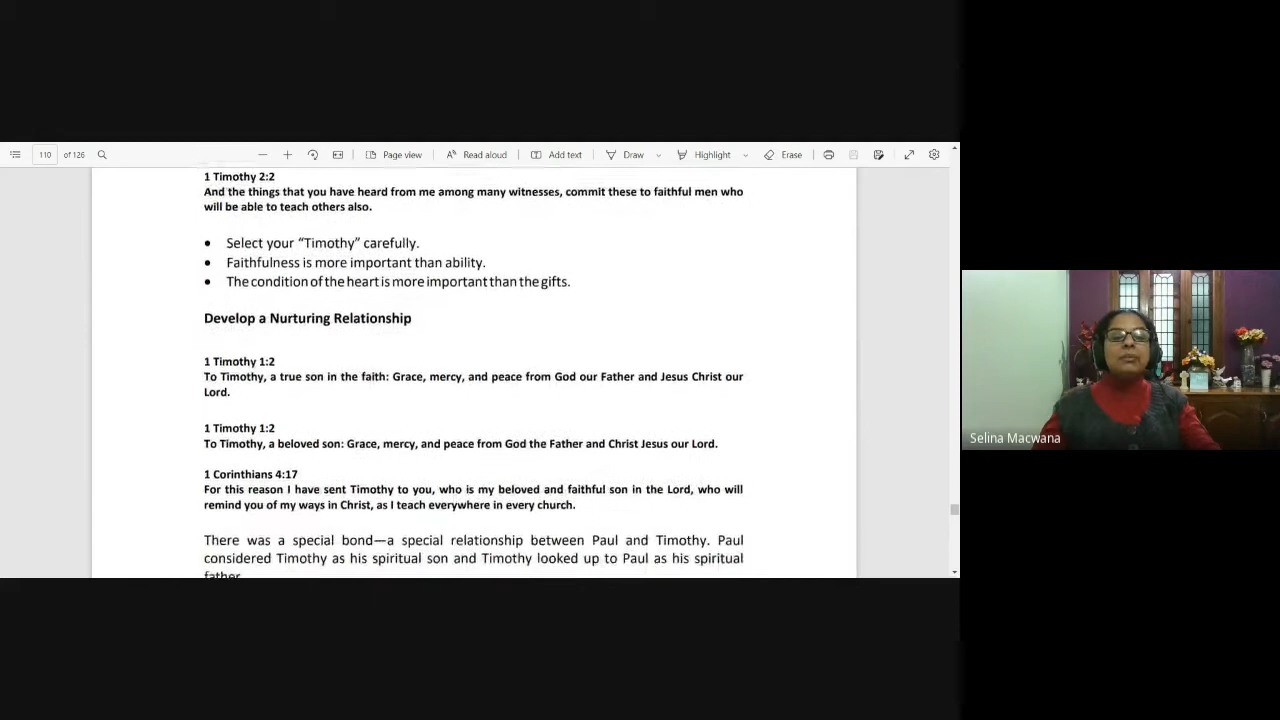 110 of 126
Page view
Read aloud
Add text
Draw
Highlight
Erase
1 Timothy 2:2
And the things that you have heard from me among many witnesses, commit these to faithful men who
will be able to teach others also.
• Select your “Timothy” carefully.
• Faithfulness is more important than ability.
• The condition of the heart is more important than the gifts.
Develop a Nurturing Relationship
1 Timothy 1:2
To Timothy, a true son in the faith: Grace, mercy, and peace from God our Father and Jesus Christ our
Lord.
1 Timothy 1:2
To Timothy, a beloved son: Grace, mercy, and peace from God the Father and Christ Jesus our Lord.
1 Corinthians 4:17
For this reason I have sent Timothy to you, who is my beloved and faithful son in the Lord, who will
remind you of my ways in Christ, as I teach everywhere in every church.
There was a special bond—a special relationship between Paul and Timothy. Paul
considered Timothy as his spiritual son and Timothy looked up to Paul as his spiritual
father.
Selina Macwana